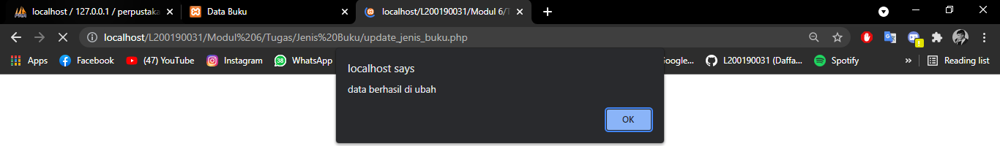 localhost / 127.0.0.1 / perpustaka
Data Buku
localhost/L200190031/Modul 6/T
localhost/L200190031/Modul%206/Tugas/Jenis%20Buku/update_jenis_buku.php
Apps
Facebook
(47) YouTube
Instagram
38
WhatsApp
oogle...
L200190031 (Daffa...
Spotify
»
Reading list
localhost says
data berhasil di ubah
OK